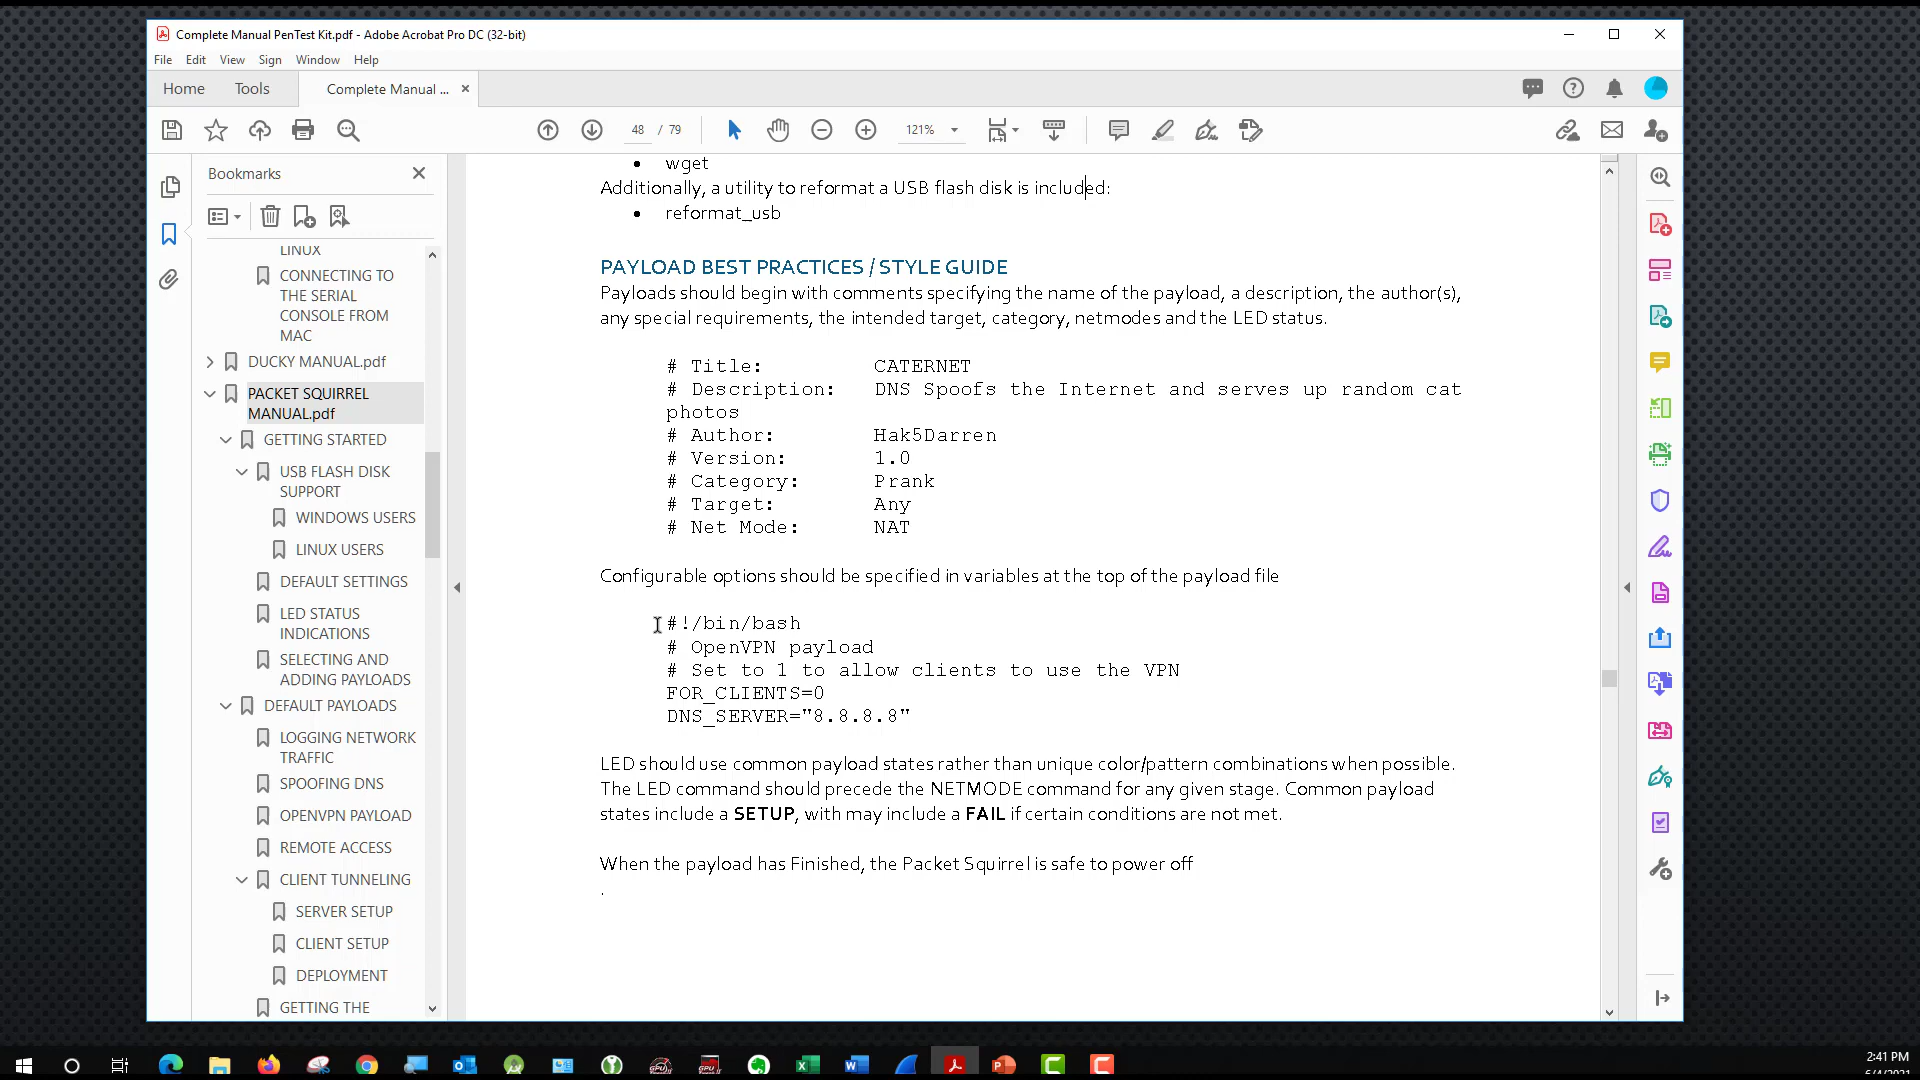 Complete Manual PenTest Kit.pdf - Adobe Acrobat Pro DC (32-bit)
File Edit View Sign Window Help
Home Tools Complete Manual ... ×
48 / 79 121%
Bookmarks
LINUX
CONNECTING TO
THE SERIAL
CONSOLE FROM
MAC
DUCKY MANUAL.pdf
PACKET SQUIRREL
MANUAL.pdf
GETTING STARTED
USB FLASH DISK
SUPPORT
WINDOWS USERS
LINUX USERS
DEFAULT SETTINGS
LED STATUS
INDICATIONS
SELECTING AND
ADDING PAYLOADS
DEFAULT PAYLOADS
LOGGING NETWORK
TRAFFIC
SPOOFING DNS
OPENVPN PAYLOAD
REMOTE ACCESS
CLIENT TUNNELING
SERVER SETUP
CLIENT SETUP
DEPLOYMENT
GETTING THE
• wget
Additionally, a utility to reformat a USB flash disk is included:
• reformat_usb
PAYLOAD BEST PRACTICES / STYLE GUIDE
Payloads should begin with comments specifying the name of the payload, a description, the author(s),
any special requirements, the intended target, category, netmodes and the LED status.
# Title: CATERNET
# Description: DNS Spoofs the Internet and serves up random cat
photos
# Author: Hak5Darren
# Version: 1.0
# Category: Prank
# Target: Any
# Net Mode: NAT
Configurable options should be specified in variables at the top of the payload file
#!/bin/bash
# OpenVPN payload
# Set to 1 to allow clients to use the VPN
FOR_CLIENTS=0
DNS_SERVER="8.8.8.8"
LED should use common payload states rather than unique color/pattern combinations when possible.
The LED command should precede the NETMODE command for any given stage. Common payload
states include a SETUP, with may include a FAIL if certain conditions are not met.
When the payload has Finished, the Packet Squirrel is safe to power off
.
2:41 PM
6/4/2021